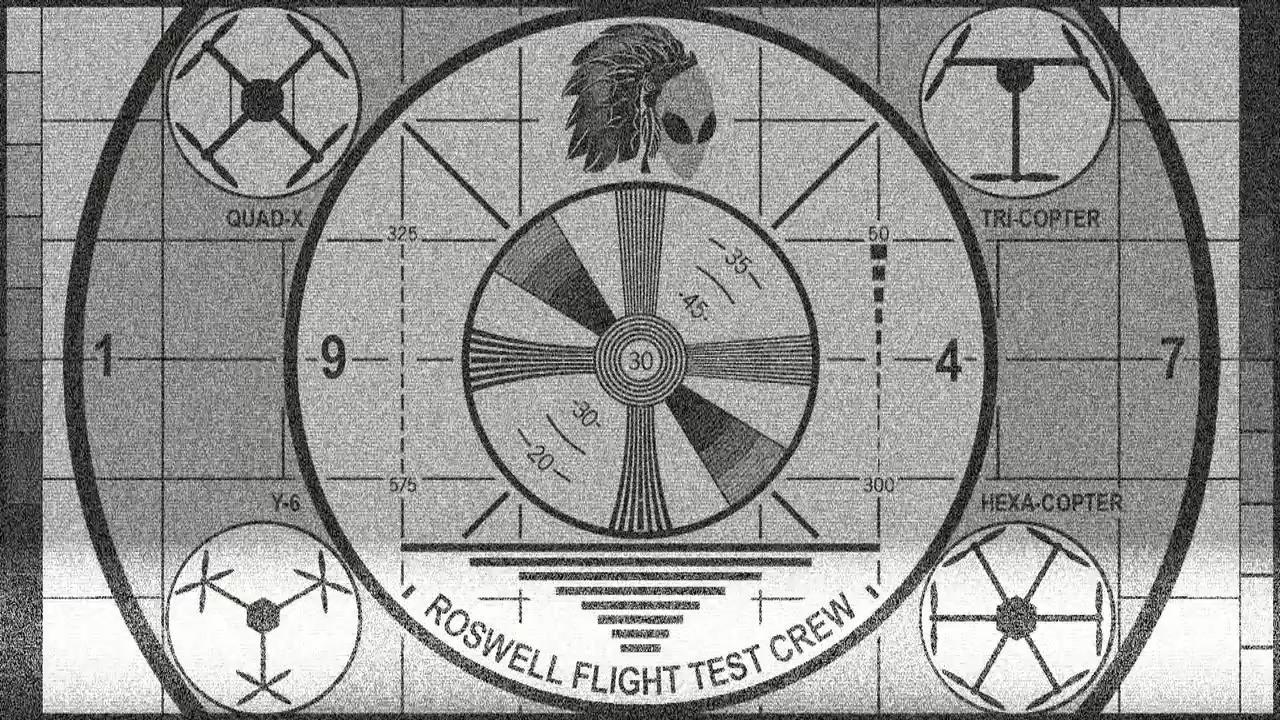 QUAD-X
TRI-COPTER
325
50
35
45
1
9
30
4
7
30
20
575
300
Y-6
HEXA-COPTER
ROSWELL FLIGHT TEST CREW